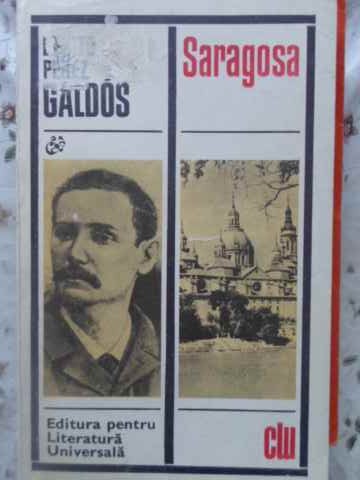 PÉREZ
GALDÓS
Saragosa
Editura pentru
Literatură
Universală
clu